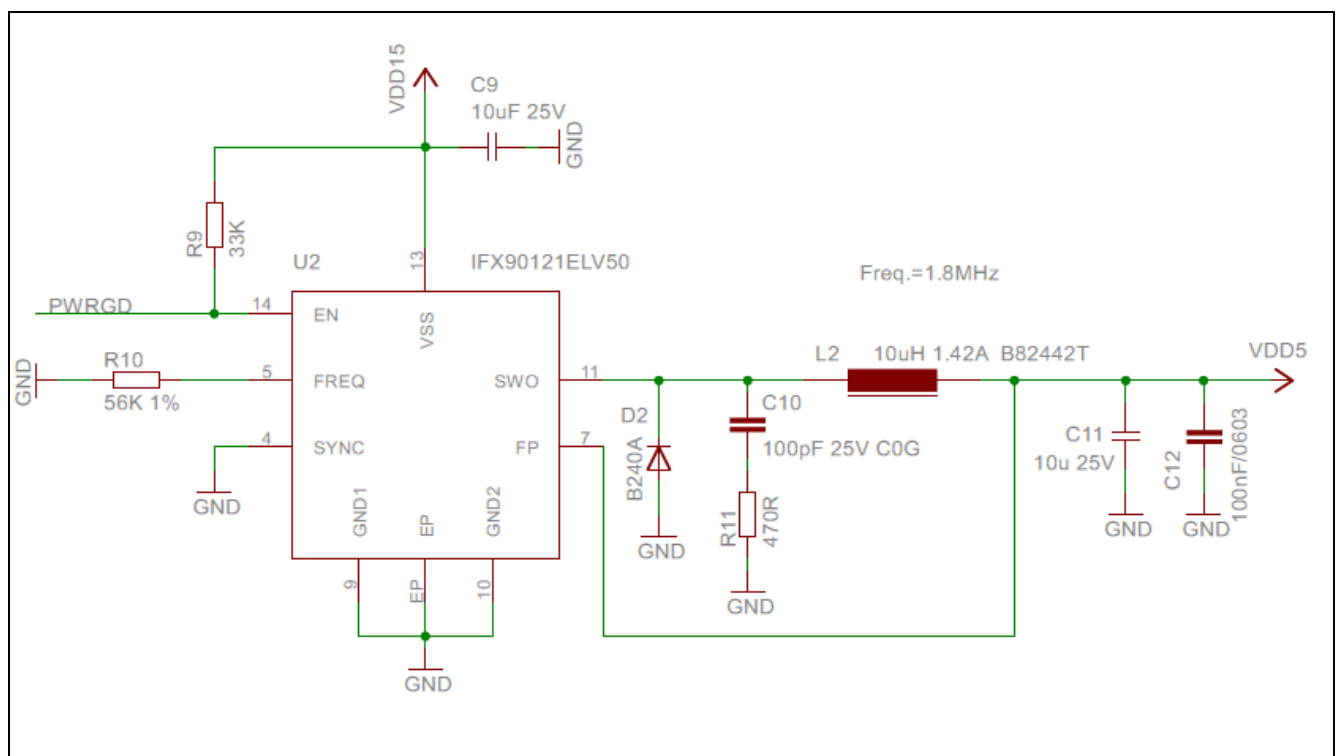 VDD15
C9
10uF 25V
GND
R9
33K
U2
13
IFX90121ELV50
Freq.=1.8MHz
PWRGD
14
EN
VSS
GND
R10
56K 1%
5
FREQ
SWO
11
L2
10uH 1.42A B82442T
VDD5
4
SYNC
FP
7
GND
D2
B240A
GND
C10
100pF 25V C0G
R11
470R
GND
C11
10u 25V
GND
C12
100nF/0603
GND
GND1
EP
GND2
9
EP
10
GND